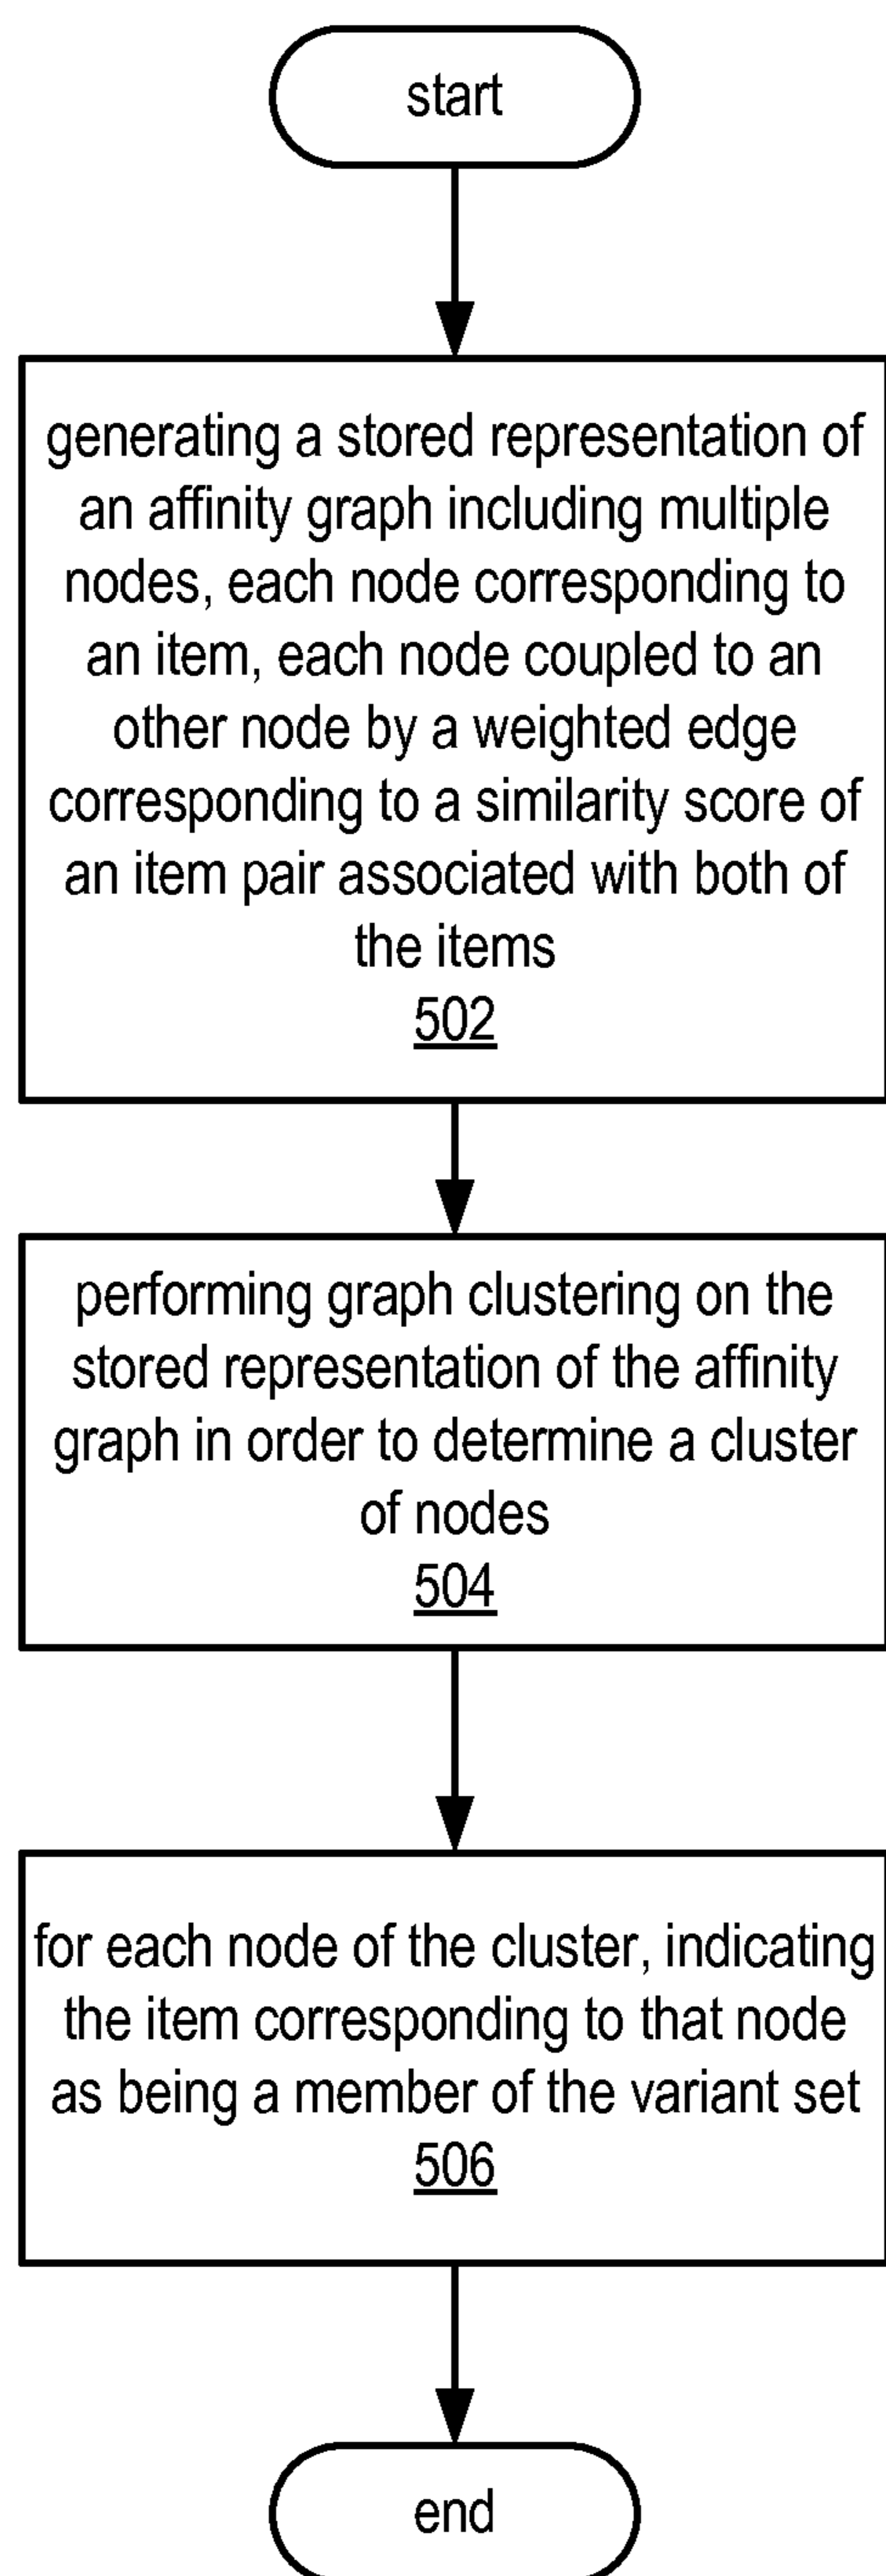 start
generating a stored representation of
an affinity graph including multiple
nodes, each node corresponding to
an item, each node coupled to an
other node by a weighted edge
corresponding to a similarity score of
an item pair associated with both of
the items
502
performing graph clustering on the
stored representation of the affinity
graph in order to determine a cluster
of nodes
504
for each node of the cluster, indicating
the item corresponding to that node
as being a member of the variant set
506
end